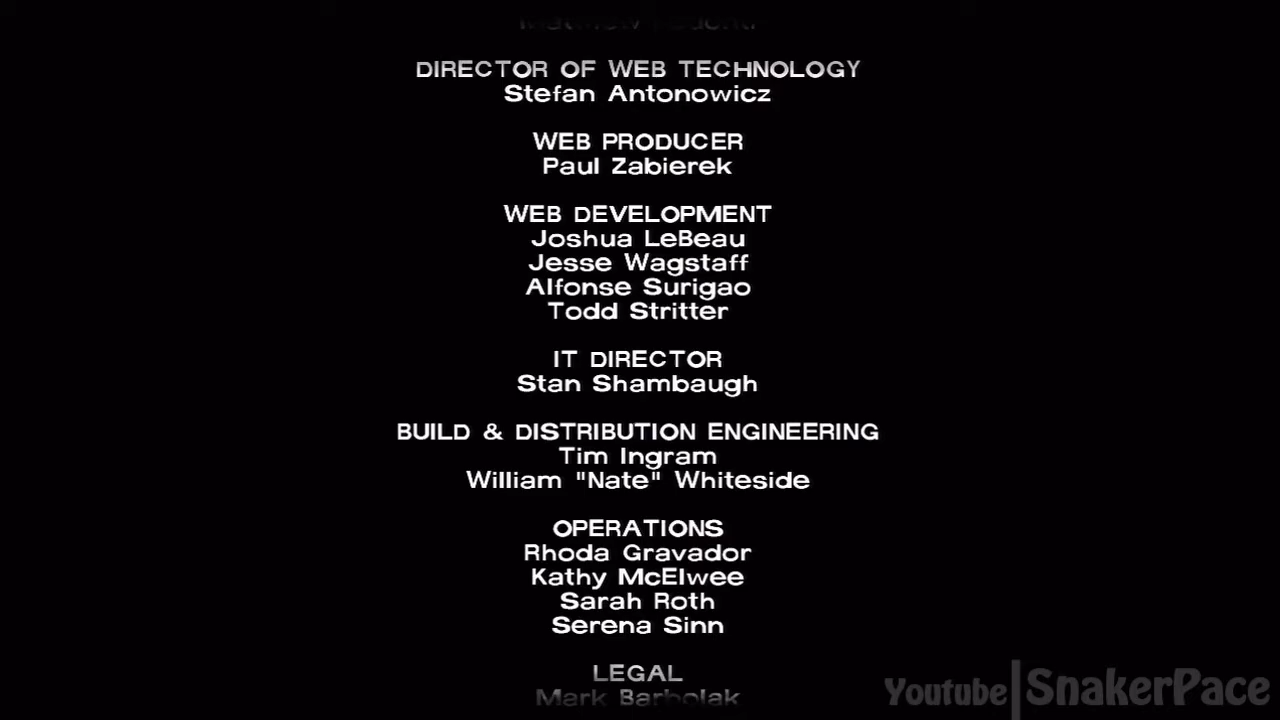 DIRECTOR OF WEB TECHNOLOGY
Stefan Antonowicz
WEB PRODUCER
Paul Zabierek
WEB DEVELOPMENT
Joshua LeBeau
Jesse Wagstaff
Alfonse Surigao
Todd Stritter
IT DIRECTOR
Stan Shambaugh
BUILD & DISTRIBUTION ENGINEERING
Tim Ingram
William "Nate" Whiteside
OPERATIONS
Rhoda Gravador
Kathy McElwee
Sarah Roth
Serena Sinn
LEGAL
Mark Barbolak
Youtube|SnakerPace